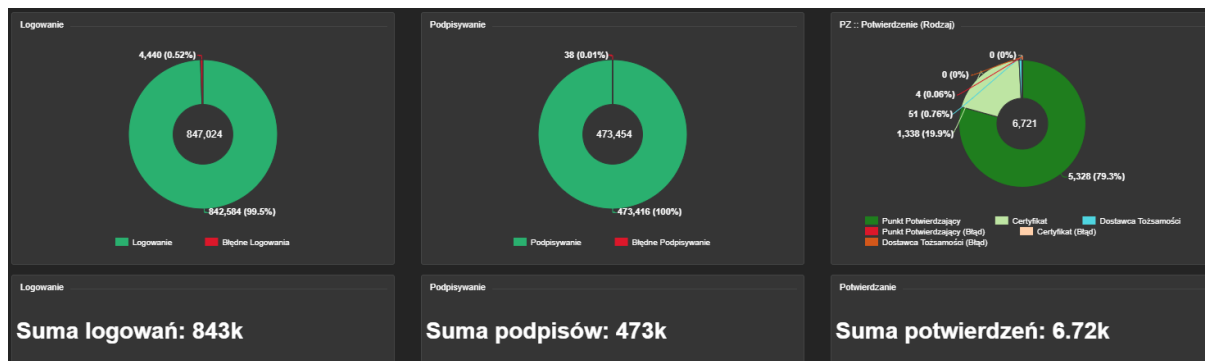 Logowanie
4,440 (0.52%)
847,024
842,584 (99.5%)
Logowanie
Błędne Logowania
Podpisywanie
38 (0.01%)
473,454
473,416 (100%)
Podpisywanie
Błędne Podpisywanie
PZ :: Potwierdzenie (Rodzaj)
0 (0%)
0 (0%)
4 (0.06%)
51 (0.76%)
1,338 (19.9%)
6,721
5,328 (79.3%)
Punkt Potwierdzający
Certyfikat
Dostawca Tożsamości
Punkt Potwierdzający (Błąd)
Certyfikat (Błąd)
Dostawca Tożsamości (Błąd)
Logowanie
Suma logowań: 843k
Podpisywanie
Suma podpisów: 473k
Potwierdzanie
Suma potwierdzeń: 6.72k